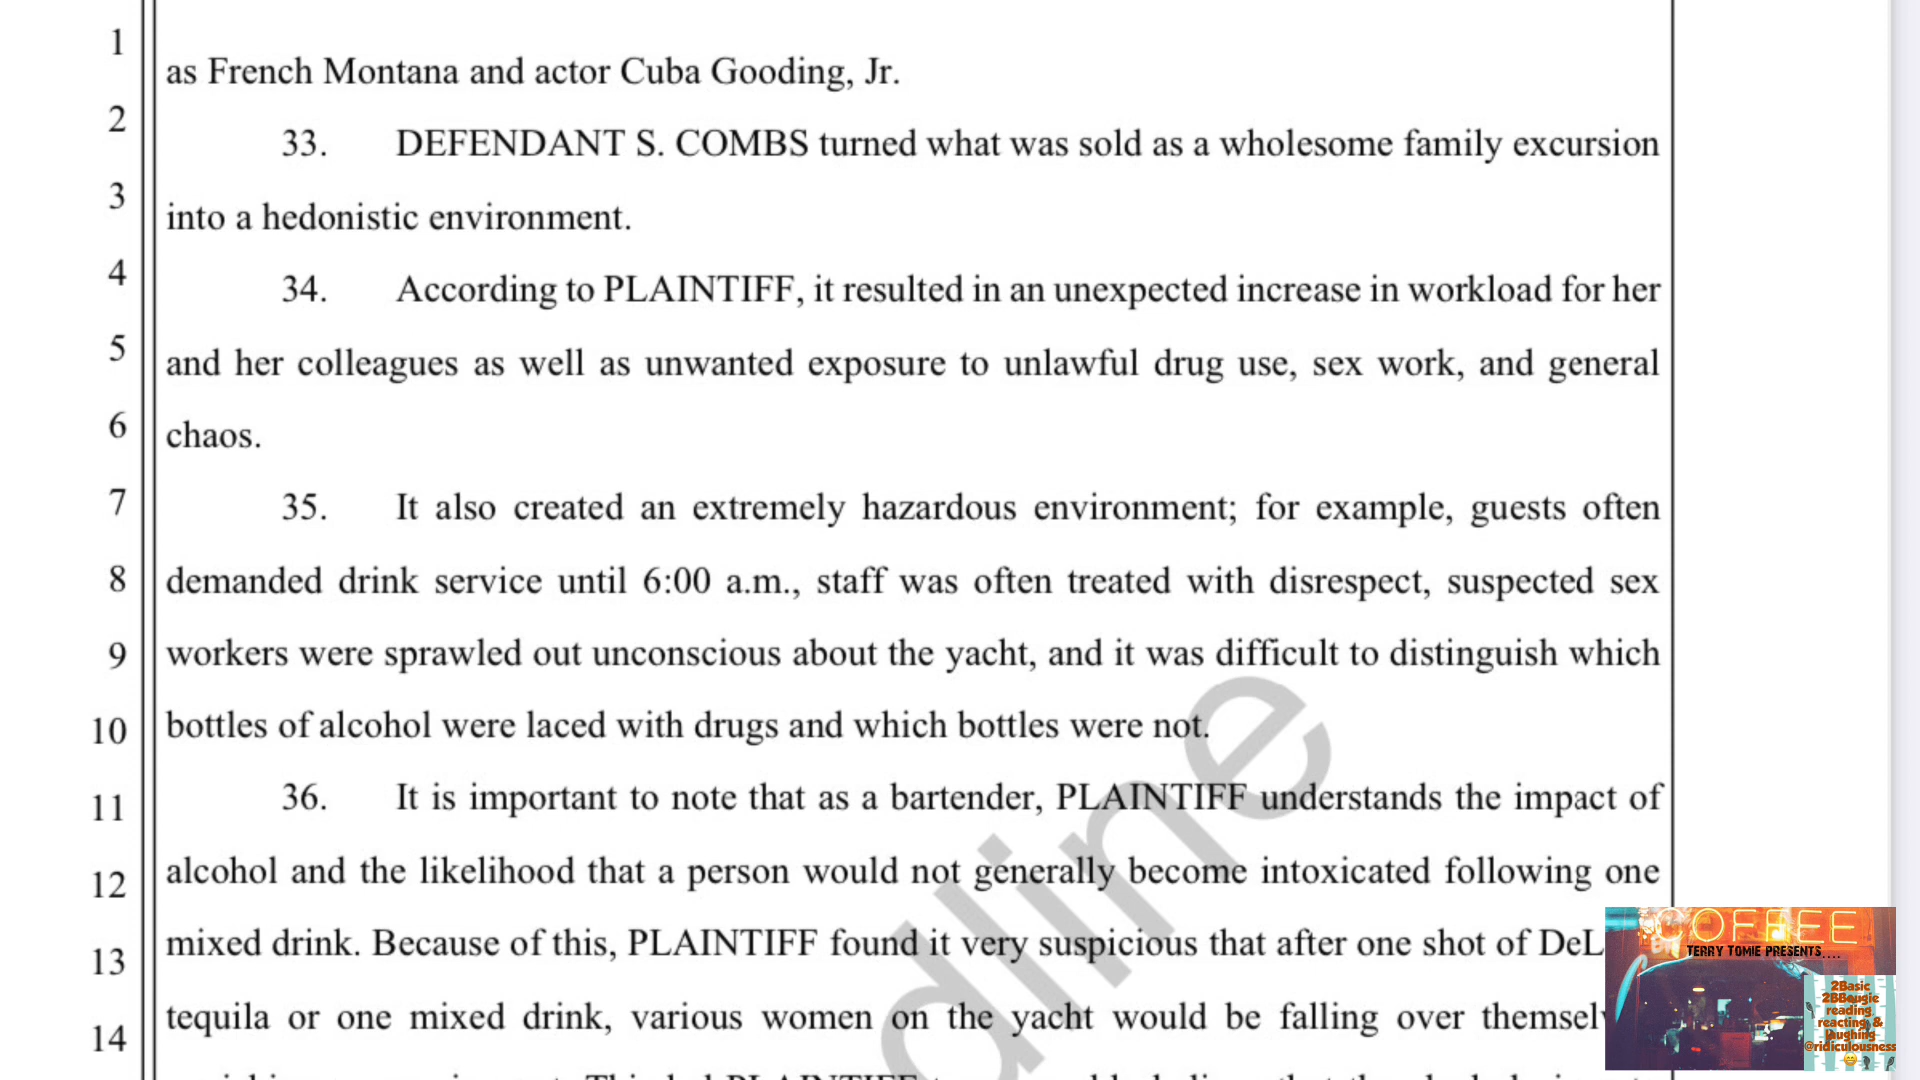 1
as French Montana and actor Cuba Gooding, Jr.
2
33. DEFENDANT S. COMBS turned what was sold as a wholesome family excursion
3
into a hedonistic environment.
4
34. According to PLAINTIFF, it resulted in an unexpected increase in workload for her
5
and her colleagues as well as unwanted exposure to unlawful drug use, sex work, and general
6
chaos.
7
35. It also created an extremely hazardous environment; for example, guests often
8
demanded drink service until 6:00 a.m., staff was often treated with disrespect, suspected sex
9
workers were sprawled out unconscious about the yacht, and it was difficult to distinguish which
10
bottles of alcohol were laced with drugs and which bottles were not.
11
36. It is important to note that as a bartender, PLAINTIFF understands the impact of
12
alcohol and the likelihood that a person would not generally become intoxicated following one
13
mixed drink. Because of this, PLAINTIFF found it very suspicious that after one shot of DeL
14
tequila or one mixed drink, various women on the yacht would be falling over themsel
dline
COFFEE
TERRY TOMIE PRESENTS....
2Basic
2BBougie
reading
reacting &
laughing
@ridiculousness